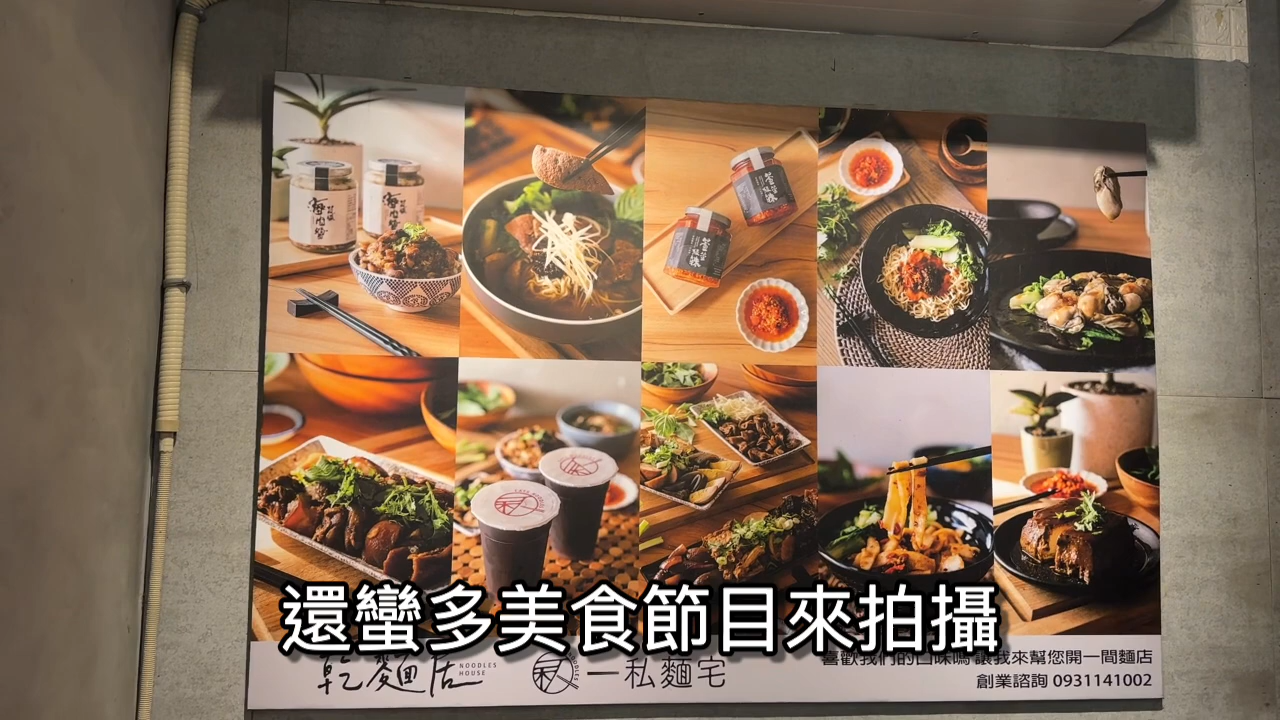 還蠻多美食節目來拍攝
乾麵居 NOODLES HOUSE
一私麵宅
喜歡我們的口味嗎 讓我來幫您開一間麵店
創業諮詢 0931141002